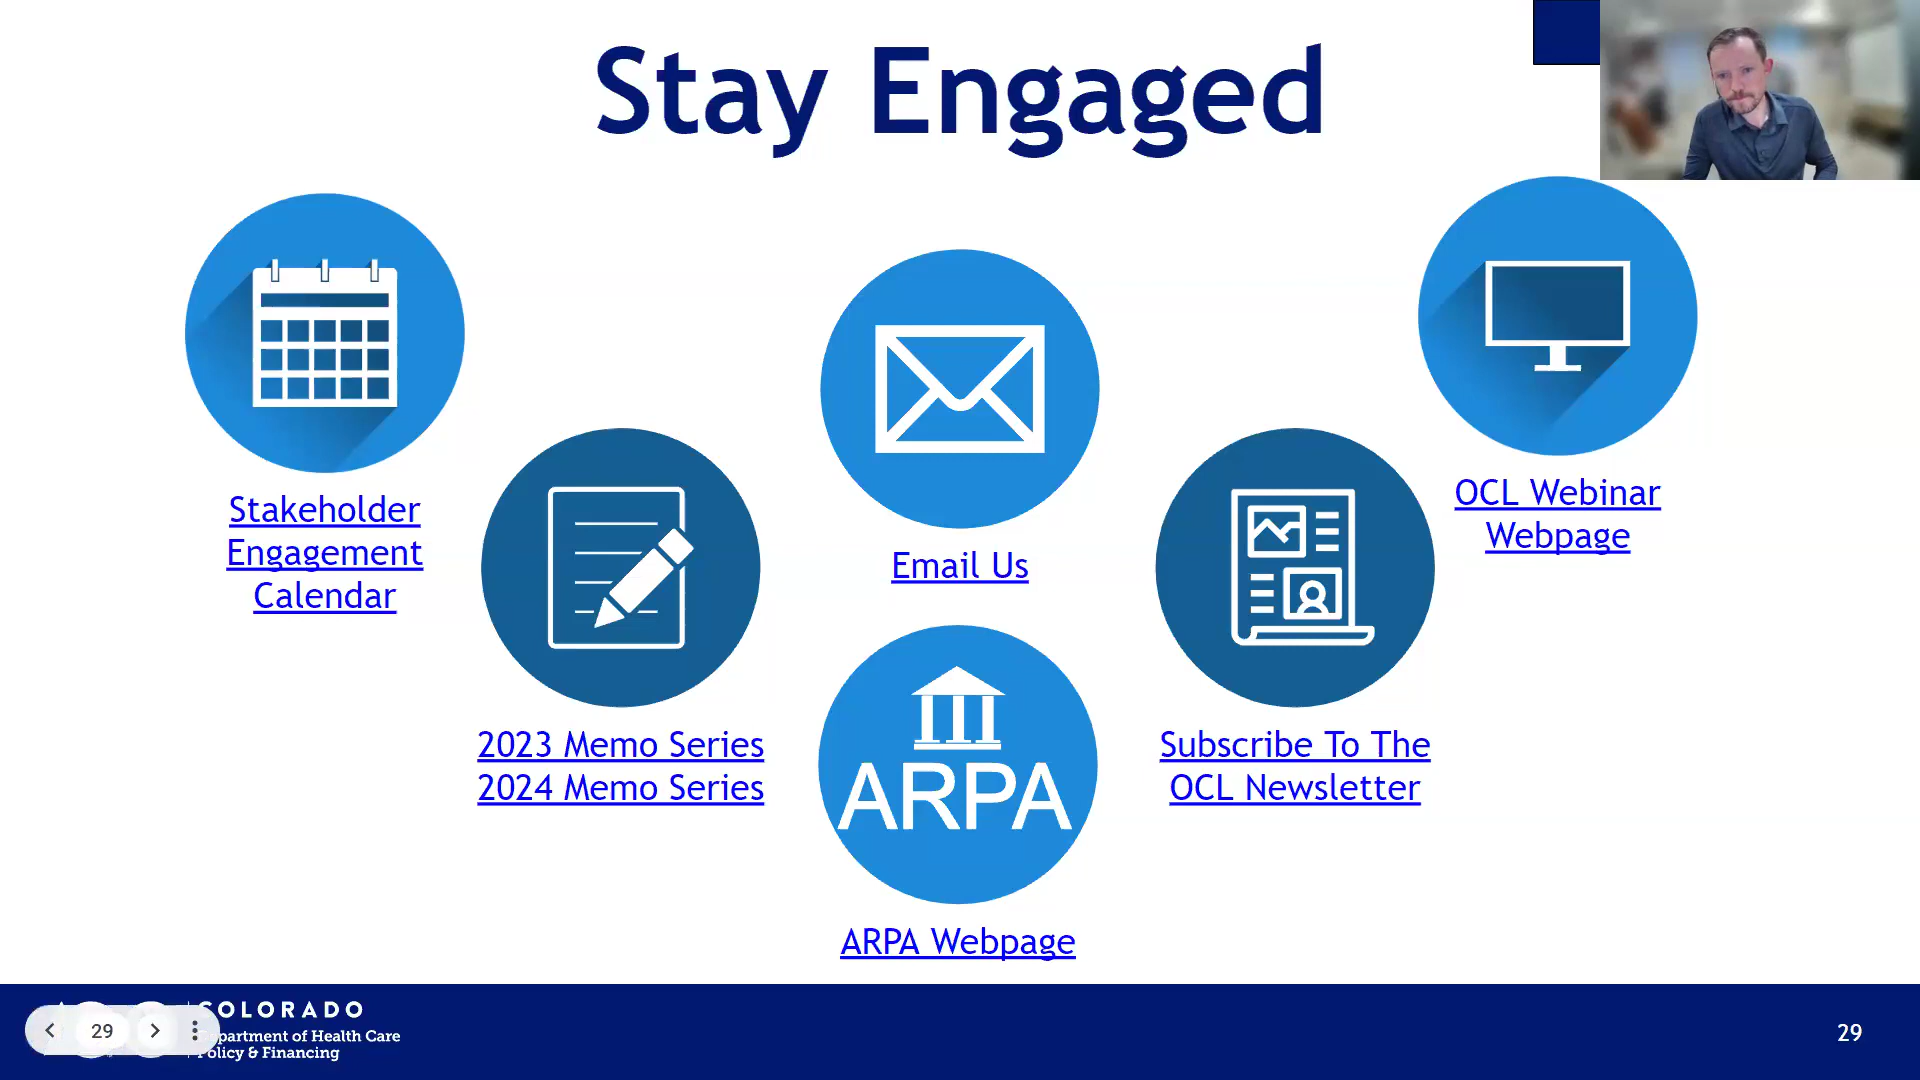 Stay Engaged
Stakeholder
Engagement
Calendar
2023 Memo Series
2024 Memo Series
Email Us
ARPA
ARPA Webpage
Subscribe To The
OCL Newsletter
OCL Webinar
Webpage
29
COLORADO
Department of Health Care
Policy & Financing
29